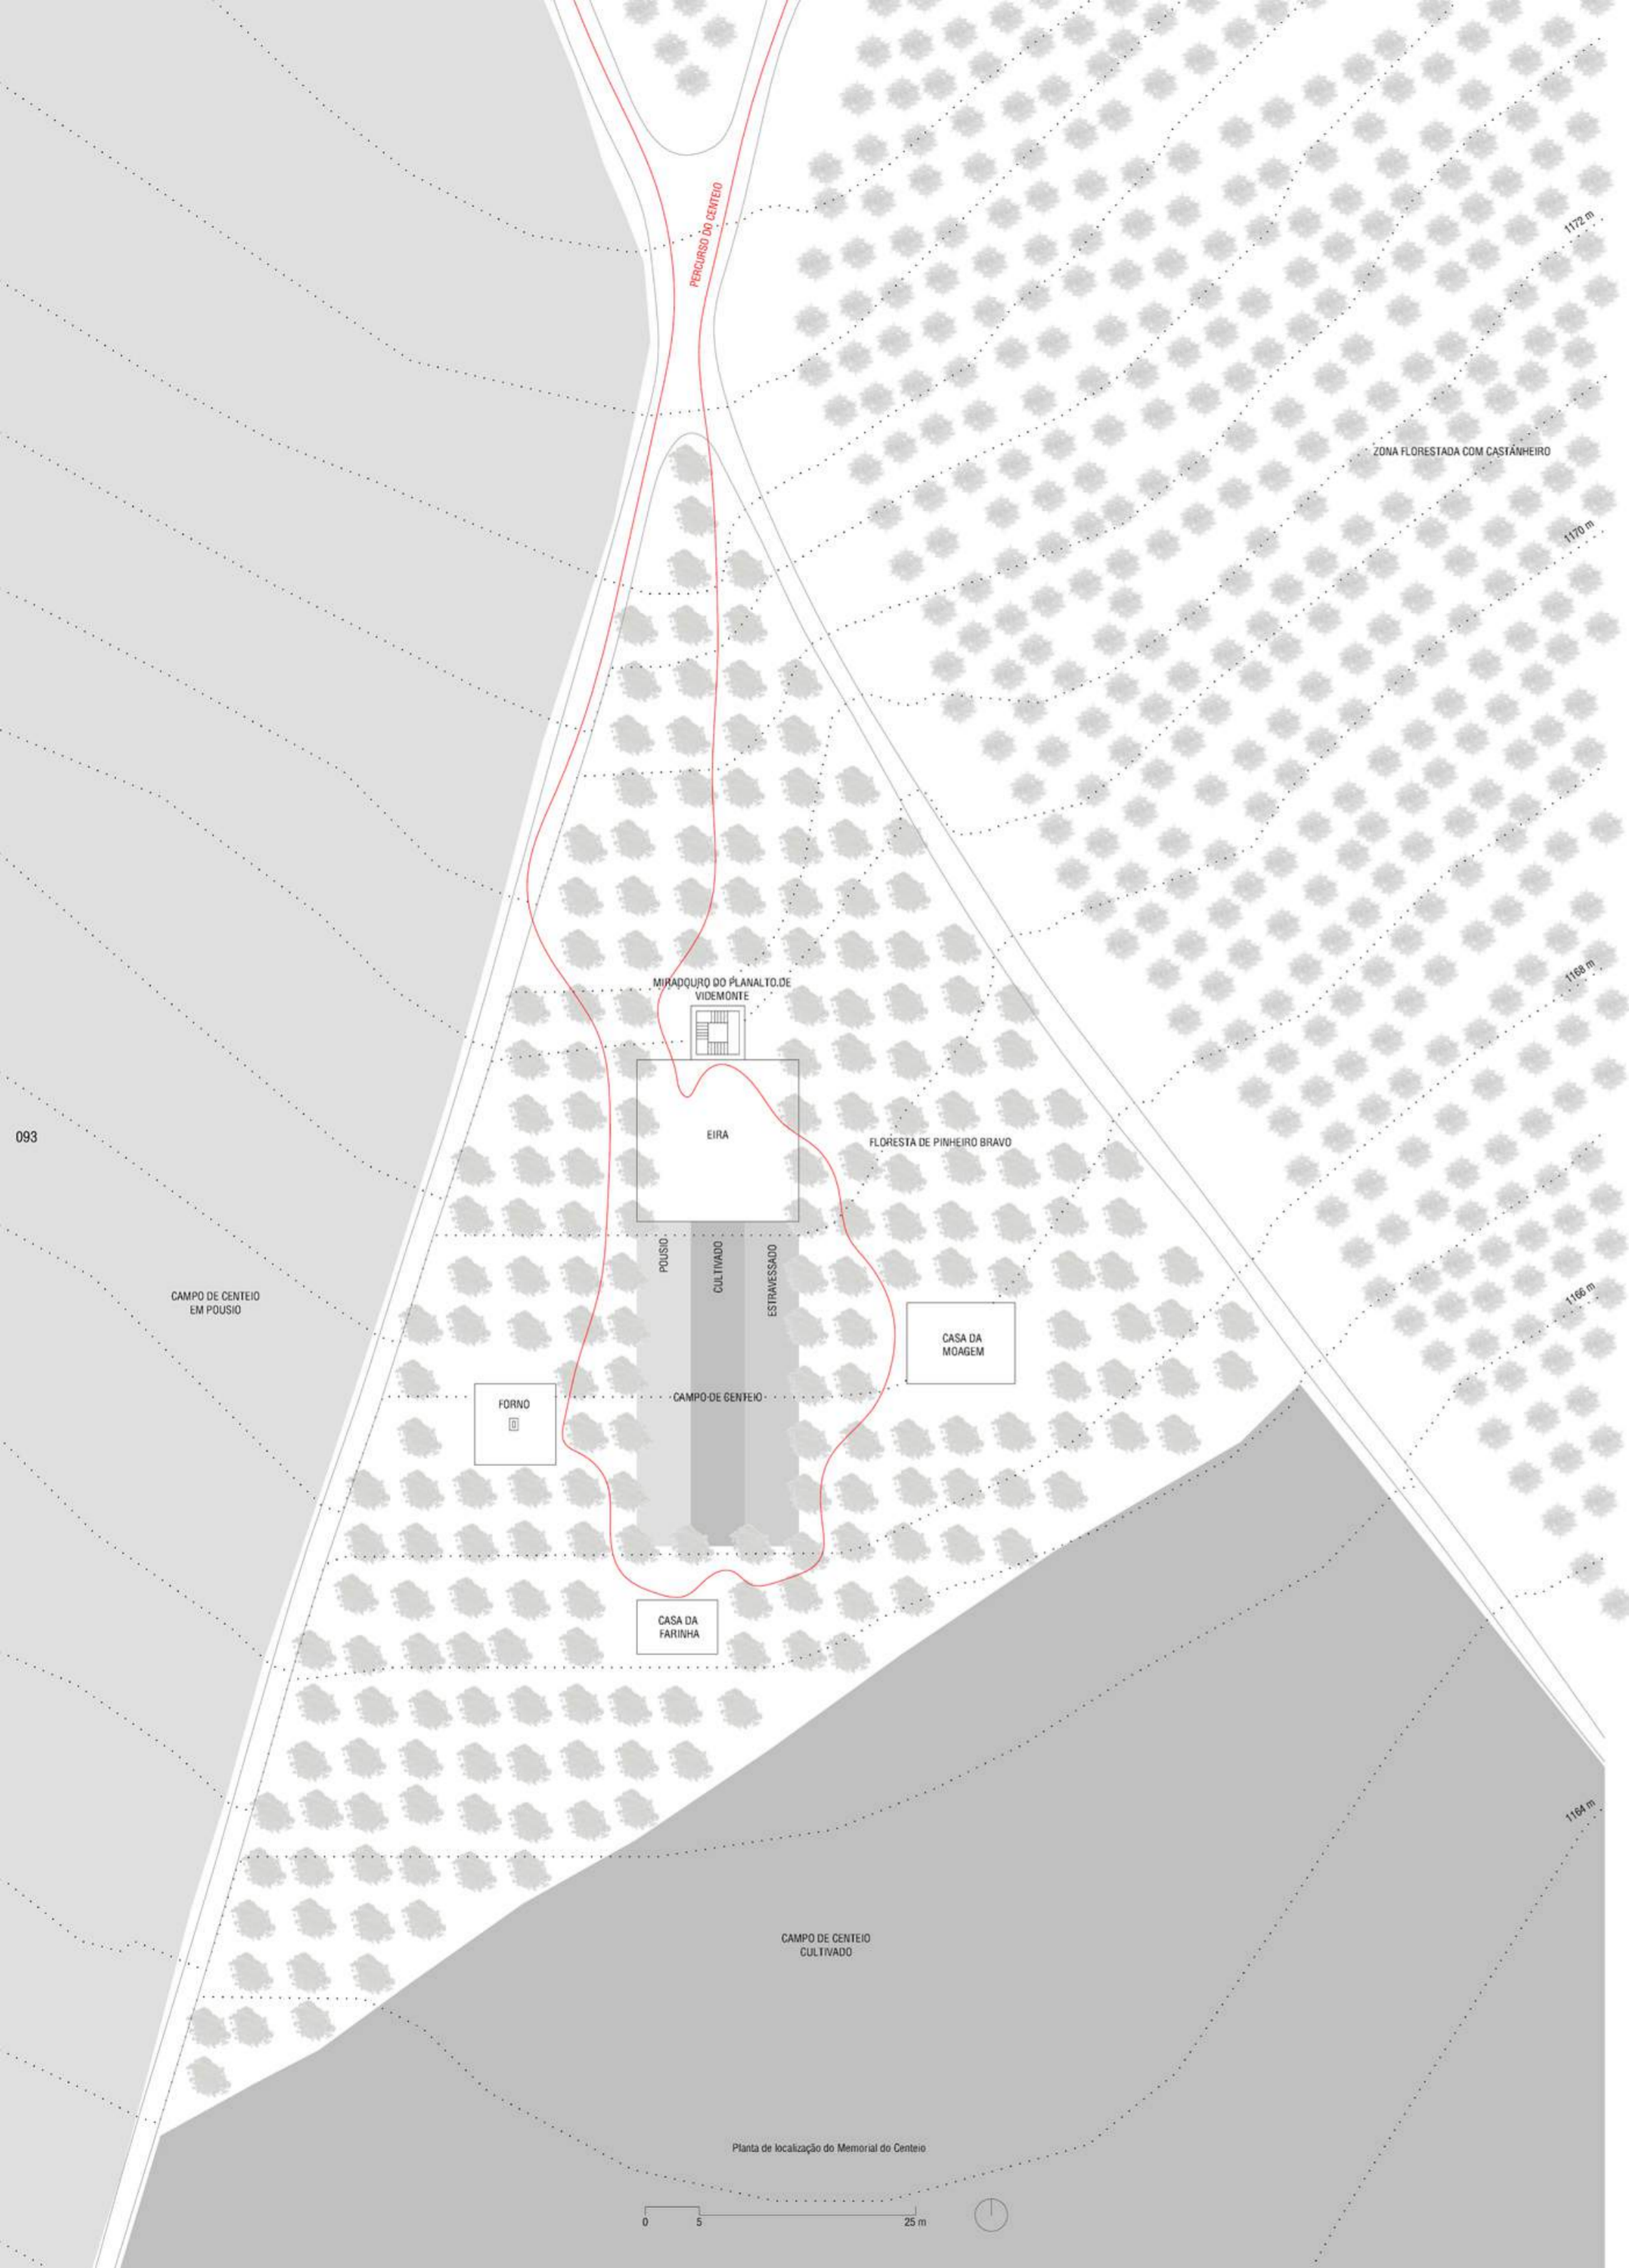 PERCURSO DO CENTEIO
1172 m
ZONA FLORESTADA COM CASTANHEIRO
1170 m
1168 m
MIRADOURO DO PLANALTO DE
VIDEMONTE
EIRA
FLORESTA DE PINHEIRO BRAVO
093
POUSIO
CULTIVADO
ESTRAVESSADO
CAMPO DE CENTEIO
EM POUSIO
1166 m
CASA DA
MOAGEM
CAMPO DE CENTEIO
FORNO
CASA DA
FARINHA
1164 m
CAMPO DE CENTEIO
CULTIVADO
Planta de localização do Memorial do Centeio
0 5 25 m